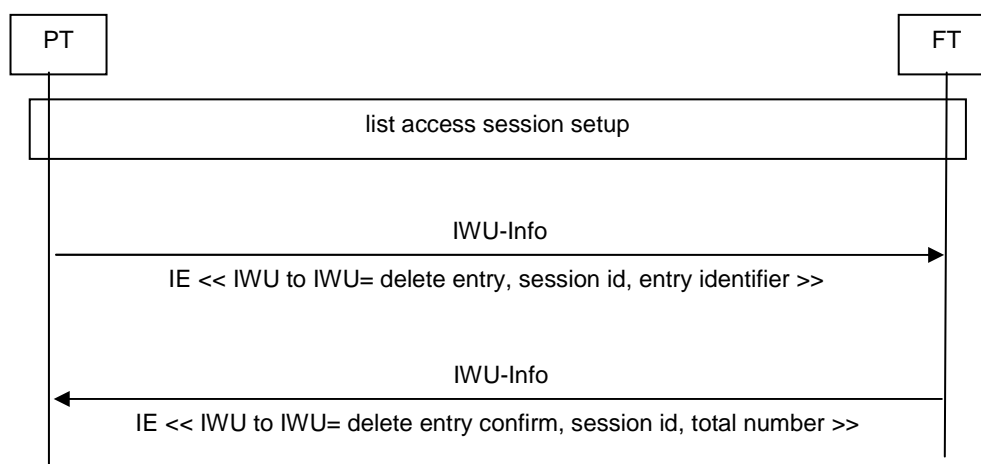 PT
FT
list access session setup
IWU-Info
IE << IWU to IWU= delete entry, session id, entry identifier >>
IWU-Info
IE << IWU to IWU= delete entry confirm, session id, total number >>